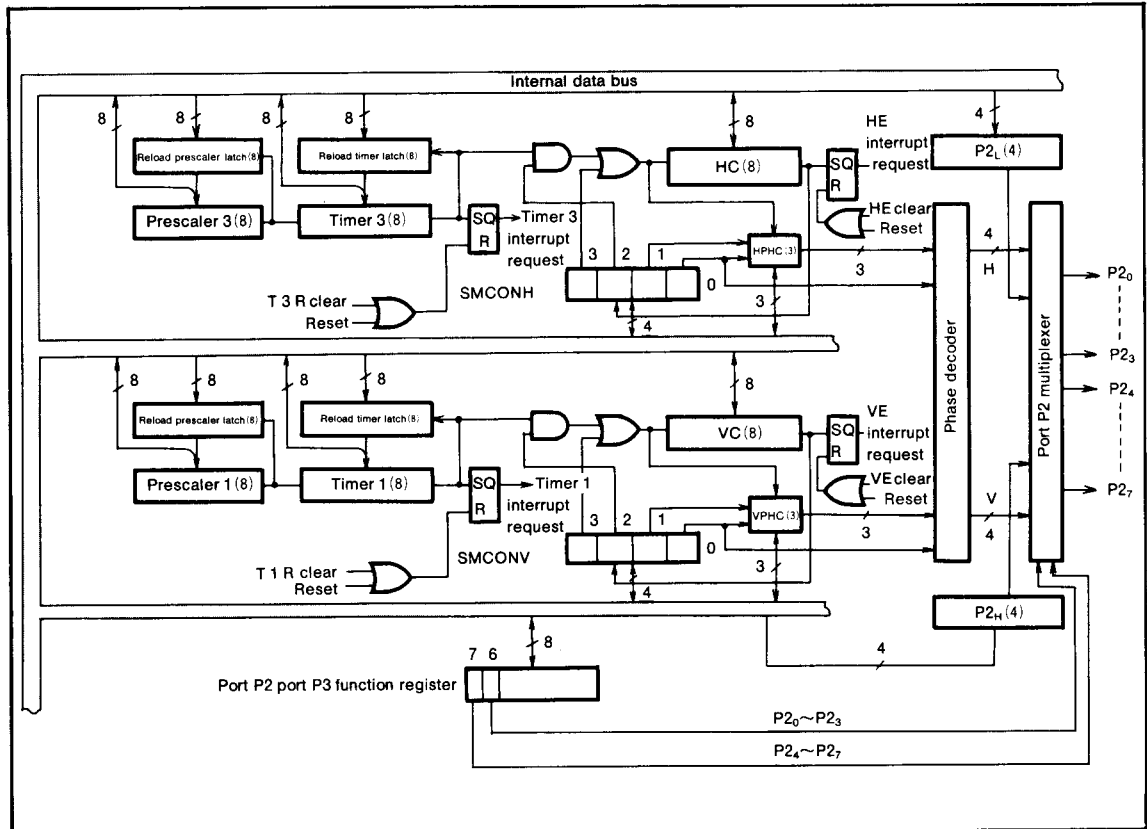 Internal data bus
8 8 8 8 8 4
HE
interrupt
request
Reload prescaler latch(8)
Reload timer latch(8)
HC(8)
SQ
R
P2L(4)
Prescaler 3(8)
Timer 3(8)
SQ
R
Timer 3
interrupt
request
HE clear
Reset
3 2 1 0
HPHC(3)
3
4
H
SMCONH
T 3 R clear
Reset
4
3
P20
P23
P24
P27
Phase decoder
Port P2 multiplexer
8 8 8 8 8
VE
interrupt
request
Reload prescaler latch(8)
Reload timer latch(8)
VC(8)
SQ
R
Prescaler 1(8)
Timer 1(8)
SQ
R
Timer 1
interrupt
request
VE clear
Reset
3 2 1 0
VPHC(3)
3
V
4
SMCONV
T 1 R clear
Reset
4
3
P2H(4)
8
4
7 6
Port P2 port P3 function register
P20~P23
P24~P27